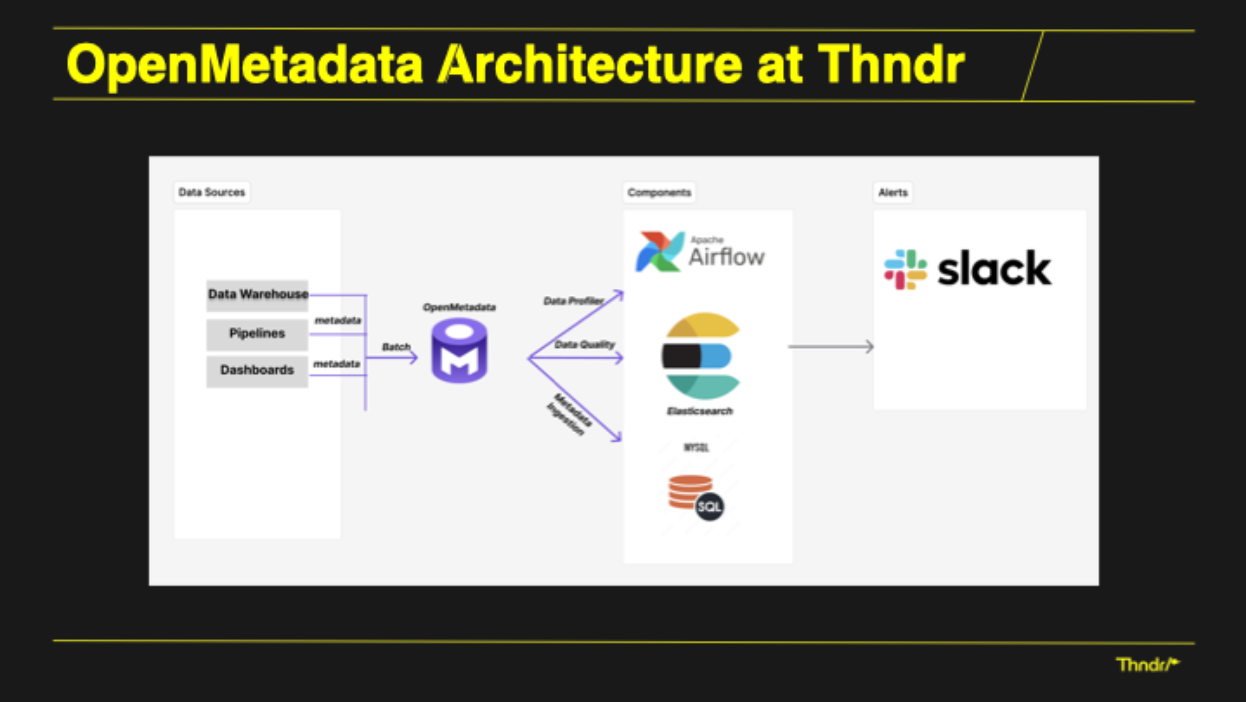 OpenMetadata Architecture at Thndr
Data Sources
Data Warehouse
Pipelines
Dashboards
metadata
metadata
Batch
OpenMetadata
M
Data Profiler
Data Quality
Metadata
Ingestion
Components
Apache
Airflow
Elasticsearch
MYSQL
SQL
Alerts
slack
Thndr